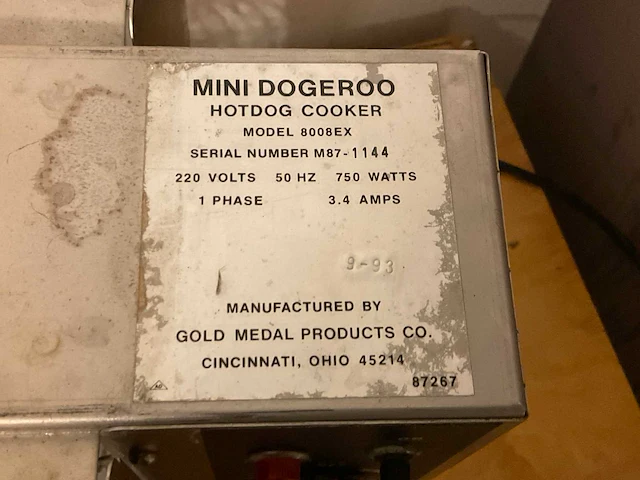 MINI DOGEROO
HOTDOG COOKER
MODEL 8008EX
SERIAL NUMBER M87-1144
220 VOLTS 50 HZ 750 WATTS
1 PHASE 3.4 AMPS
9-93
MANUFACTURED BY
GOLD MEDAL PRODUCTS CO.
CINCINNATI, OHIO 45214
87267